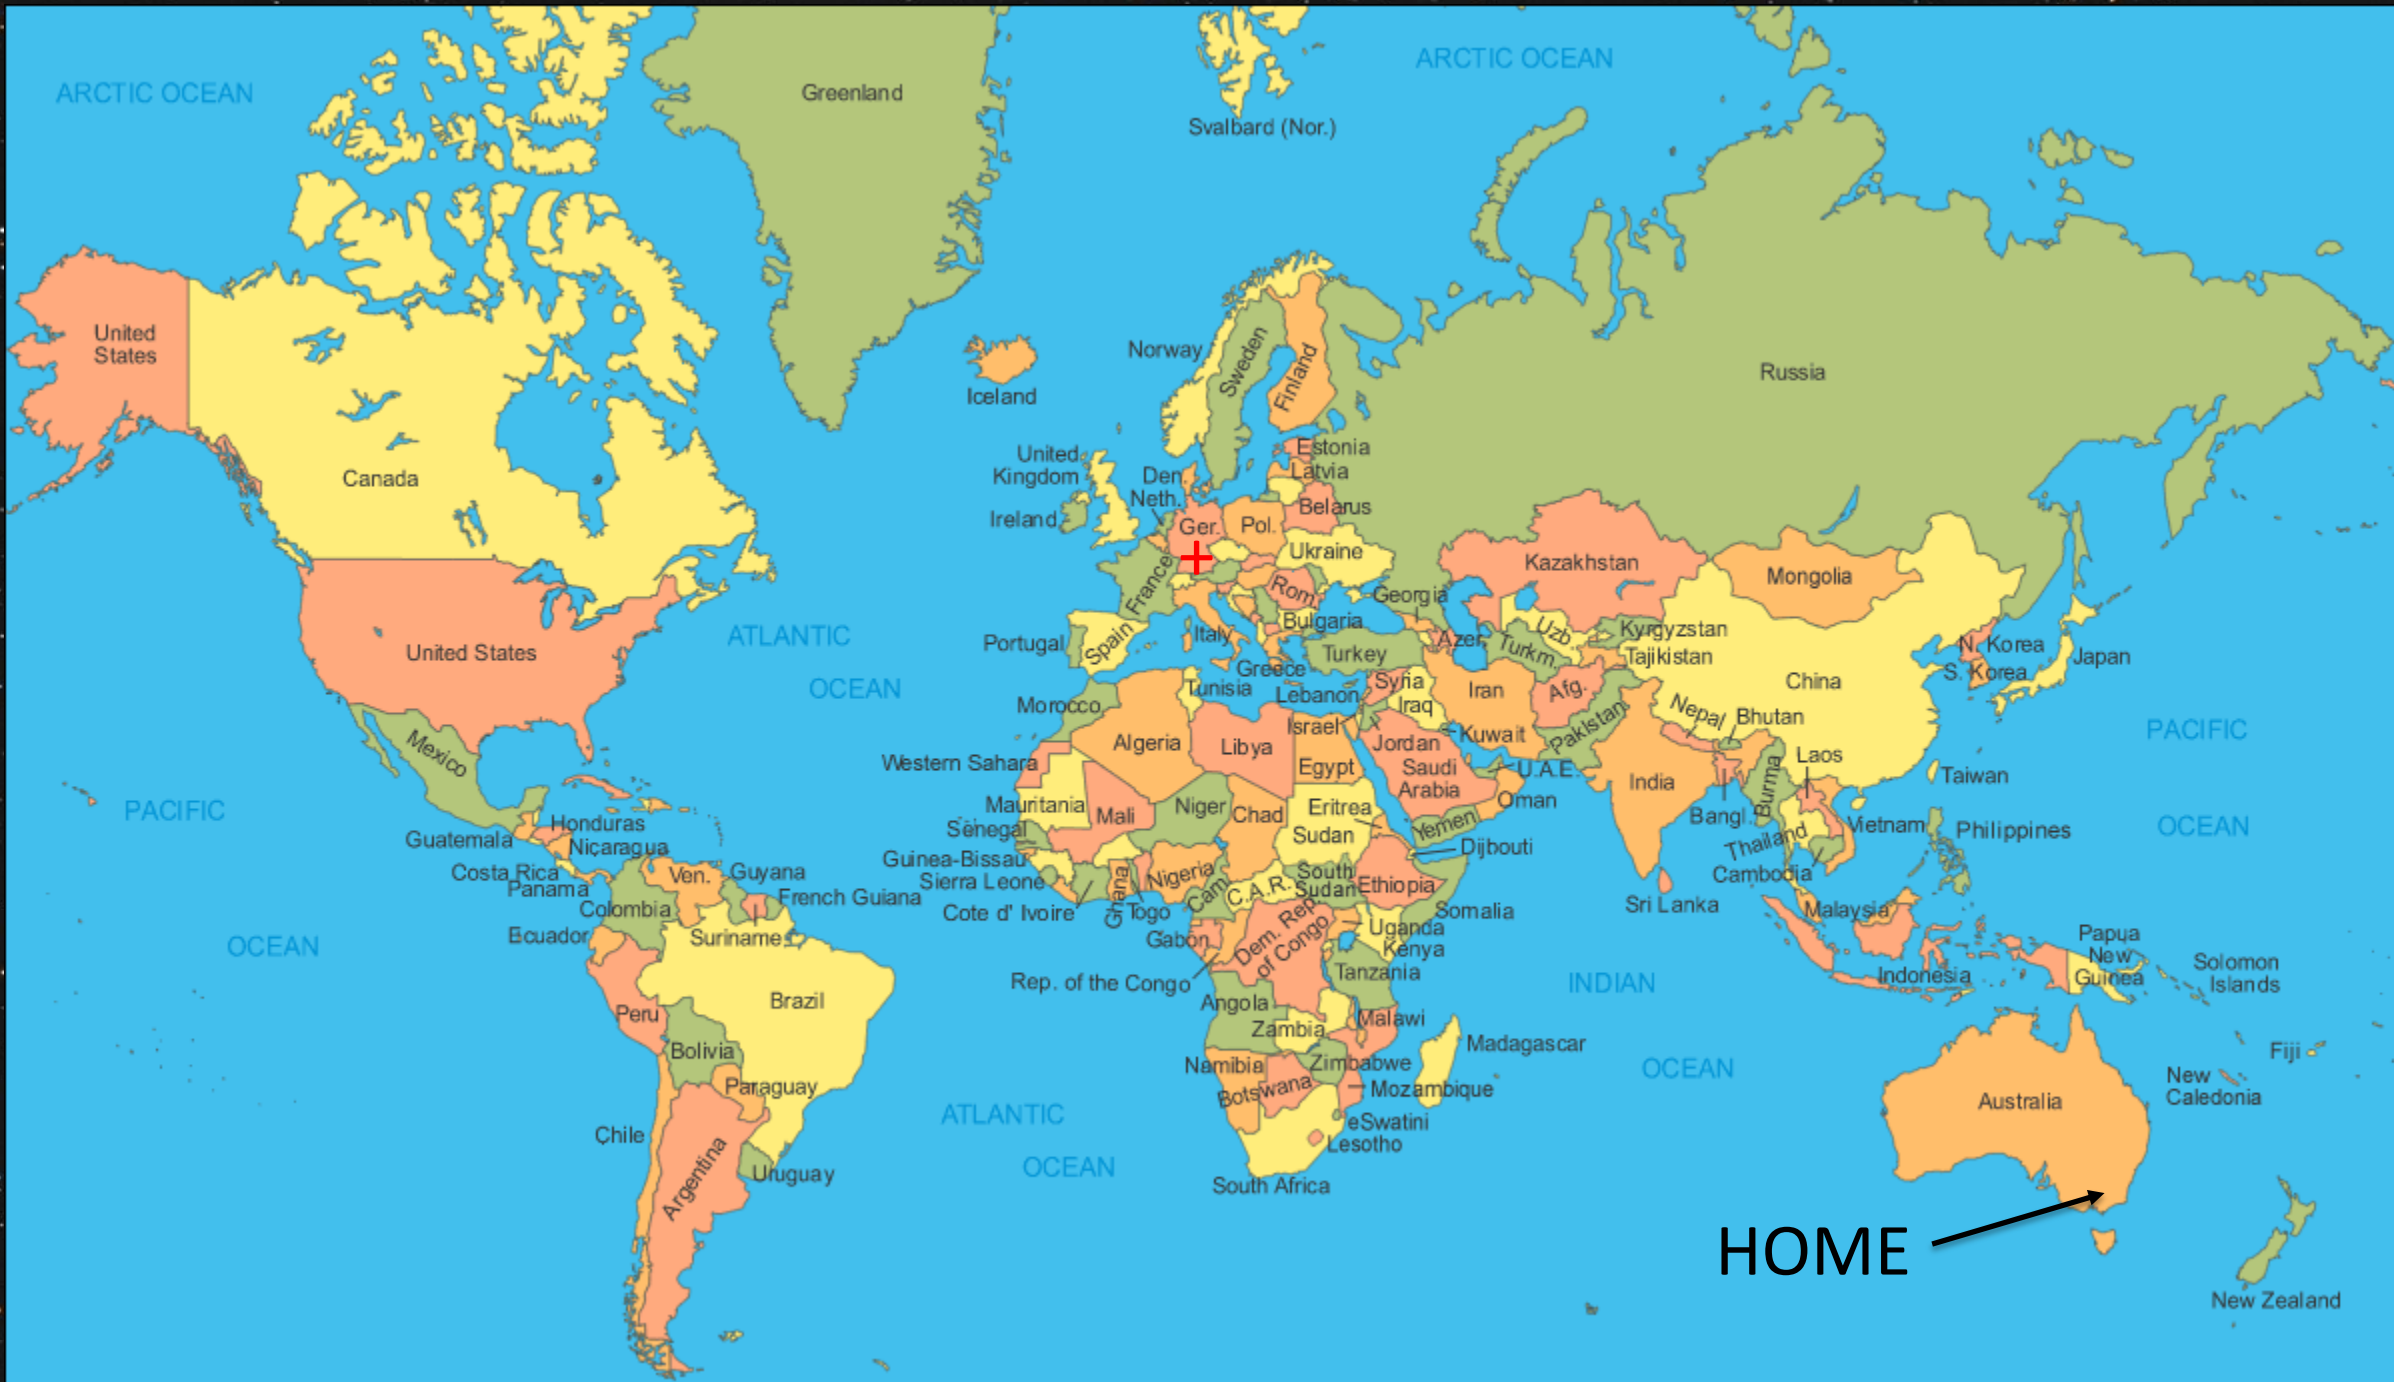 ARCTIC OCEAN
ARCTIC OCEAN
Greenland
Svalbard (Nor.)
United
States
Canada
Iceland
Norway
Sweden
Finland
Russia
United
Kingdom
Ireland
Den.
Neth.
Estonia
Latvia
Belarus
Ger.
Pol.
Ukraine
France
Rom.
Kazakhstan
Mongolia
Georgia
Bulgaria
Italy
Spain
Portugal
Greece
Turkey
Azer.
Turkm.
Uzb.
Kyrgyzstan
Tajikistan
N. Korea
S. Korea
Japan
China
United States
ATLANTIC
OCEAN
Morocco
Tunisia
Lebanon
Syria
Iraq
Iran
Afg.
Pakistan
Nepal
Bhutan
Israel
Jordan
Kuwait
Algeria
Libya
Egypt
Saudi
Arabia
U.A.E.
Oman
India
Laos
Burma
Taiwan
PACIFIC
OCEAN
Mexico
Western Sahara
Mauritania
Mali
Niger
Chad
Eritrea
Sudan
Yemen
Djibouti
Bangl.
Thailand
Vietnam
Philippines
Cambodia
PACIFIC
OCEAN
Guatemala
Honduras
Nicaragua
Costa Rica
Panama
Ven.
Guyana
French Guiana
Colombia
Suriname
Ecuador
Senegal
Guinea-Bissau
Sierra Leone
Cote d' Ivoire
Ghana
Togo
Nigeria
Cam.
C.A.R.
South
Sudan
Ethiopia
Somalia
Sri Lanka
Malaysia
Gabon
Rep. of the Congo
Dem. Rep.
of Congo
Uganda
Kenya
Tanzania
INDIAN
OCEAN
Indonesia
Papua
New
Guinea
Solomon
Islands
Brazil
Peru
Bolivia
Paraguay
Chile
Argentina
Uruguay
ATLANTIC
OCEAN
Angola
Zambia
Malawi
Namibia
Botswana
Zimbabwe
Mozambique
Madagascar
eSwatini
Lesotho
South Africa
Australia
Fiji
New
Caledonia
HOME
New Zealand